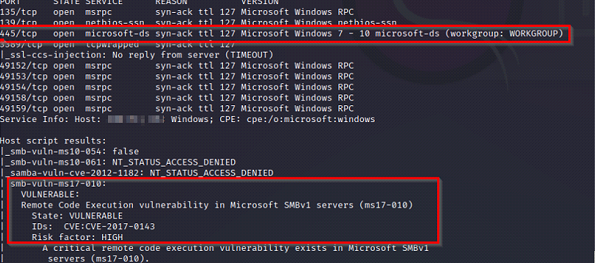 PORT STATE SERVICE REASON VERSION
135/tcp open msrpc syn-ack ttl 127 Microsoft Windows RPC
139/tcp open netbios-ssn syn-ack ttl 127 Microsoft Windows netbios-ssn
445/tcp open microsoft-ds syn-ack ttl 127 Microsoft Windows 7 - 10 microsoft-ds (workgroup: WORKGROUP)
3389/tcp open tcpwrapped syn-ack ttl 127
|_ssl-ccs-injection: No reply from server (TIMEOUT)
49152/tcp open msrpc syn-ack ttl 127 Microsoft Windows RPC
49153/tcp open msrpc syn-ack ttl 127 Microsoft Windows RPC
49154/tcp open msrpc syn-ack ttl 127 Microsoft Windows RPC
49158/tcp open msrpc syn-ack ttl 127 Microsoft Windows RPC
49159/tcp open msrpc syn-ack ttl 127 Microsoft Windows RPC
Service Info: Host: Windows; CPE: cpe:/o:microsoft:windows
Host script results:
|_smb-vuln-ms10-054: false
|_smb-vuln-ms10-061: NT_STATUS_ACCESS_DENIED
|_samba-vuln-cve-2012-1182: NT_STATUS_ACCESS_DENIED
| smb-vuln-ms17-010:
| VULNERABLE:
| Remote Code Execution vulnerability in Microsoft SMBv1 servers (ms17-010)
| State: VULNERABLE
| IDs: CVE:CVE-2017-0143
| Risk factor: HIGH
| A critical remote code execution vulnerability exists in Microsoft SMBv1
| servers (ms17-010).